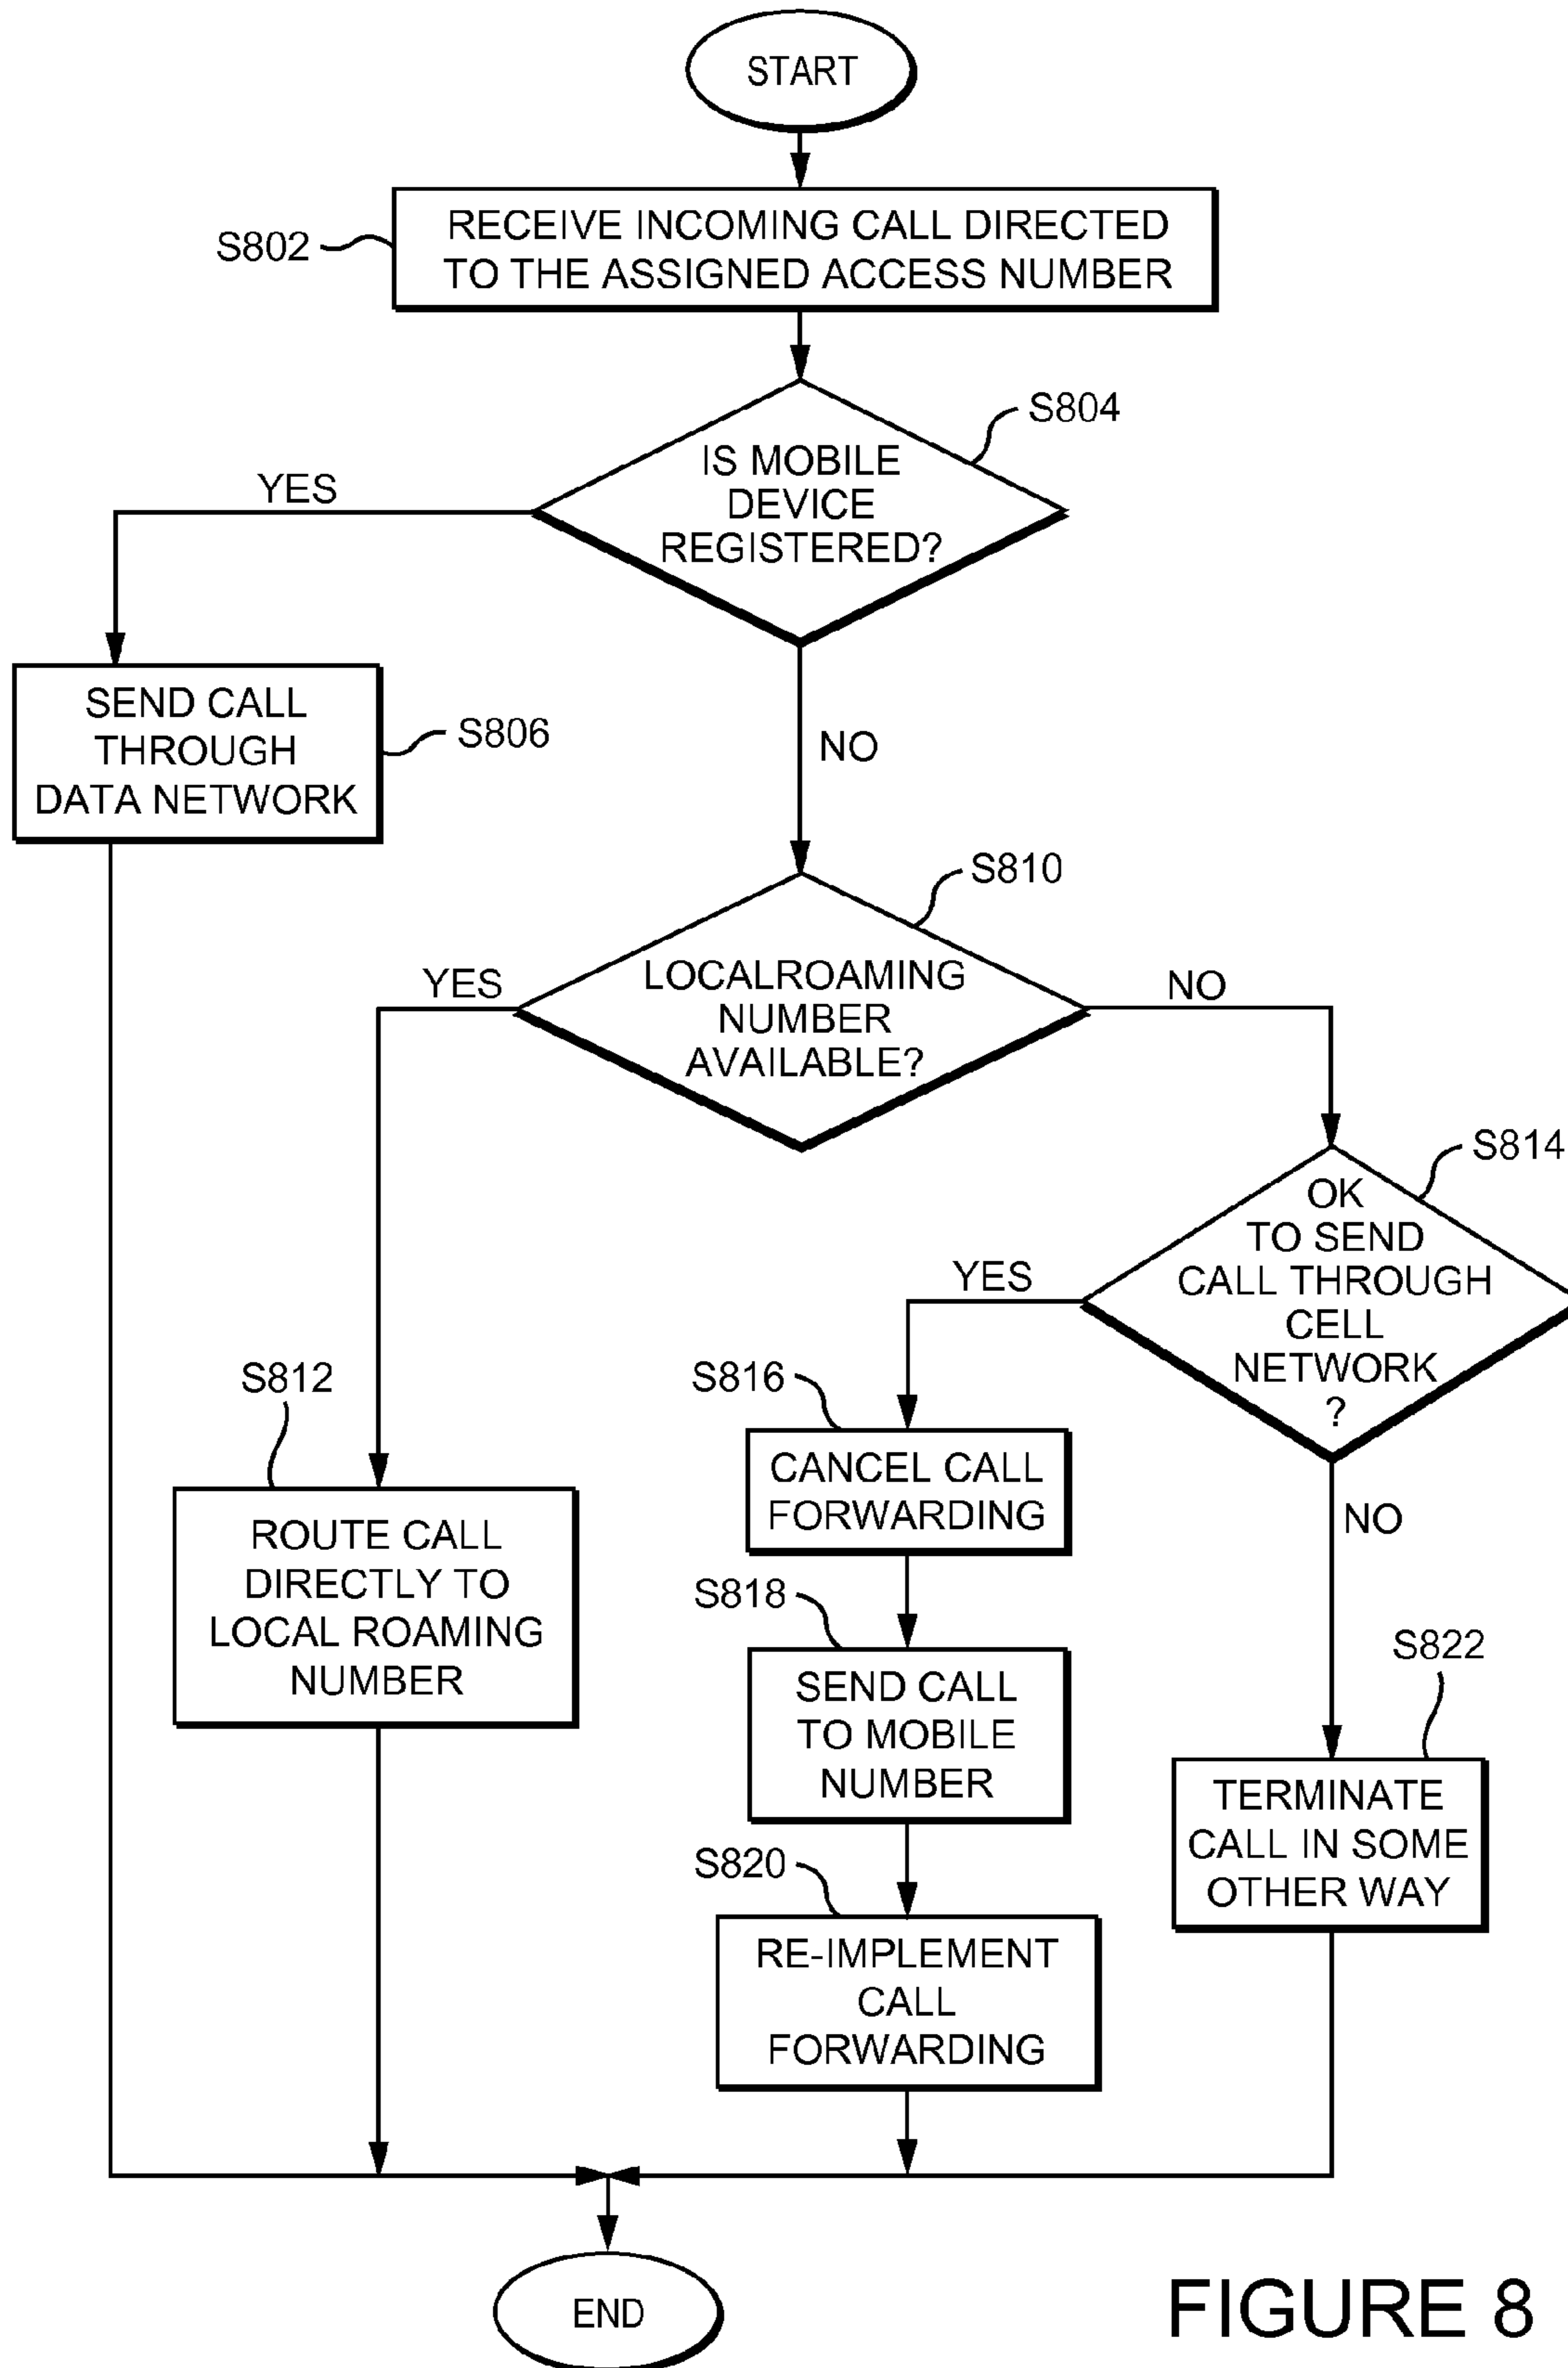 START
S802
RECEIVE INCOMING CALL DIRECTED
TO THE ASSIGNED ACCESS NUMBER
S804
IS MOBILE
DEVICE
REGISTERED?
YES
SEND CALL
THROUGH
DATA NETWORK
S806
NO
S810
LOCALROAMING
NUMBER
AVAILABLE?
YES
NO
S814
OK
TO SEND
CALL THROUGH
CELL
NETWORK
?
YES
NO
S812
ROUTE CALL
DIRECTLY TO
LOCAL ROAMING
NUMBER
S816
CANCEL CALL
FORWARDING
S818
SEND CALL
TO MOBILE
NUMBER
S820
RE-IMPLEMENT
CALL
FORWARDING
S822
TERMINATE
CALL IN SOME
OTHER WAY
END
FIGURE 8